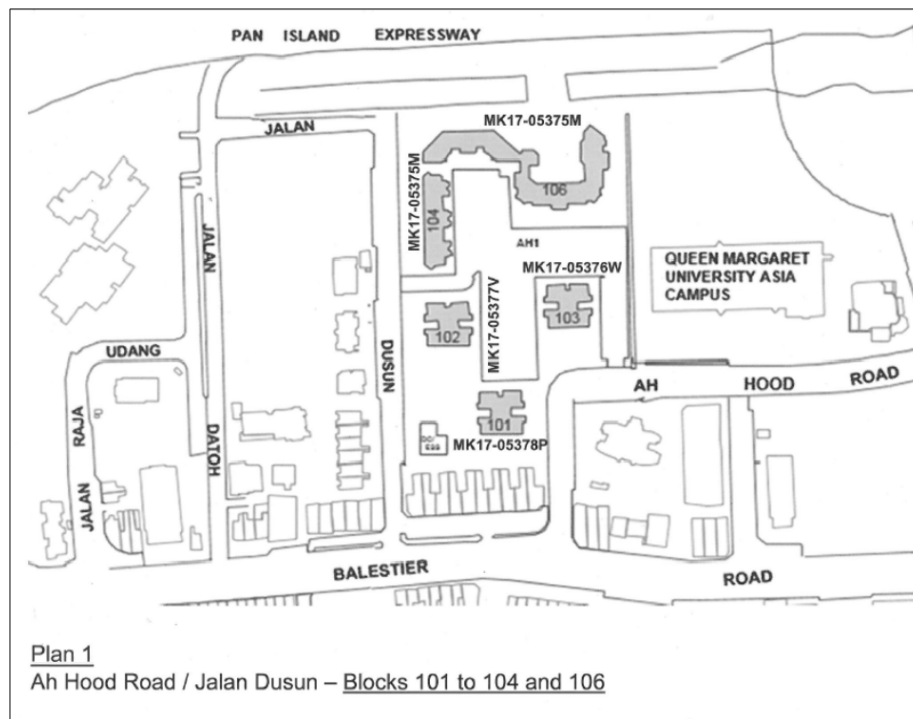 PAN ISLAND EXPRESSWAY
MK17-05375M
JALAN
MK17-05375M
106
104
JALAN
AH1
QUEEN MARGARET
UNIVERSITY ASIA
CAMPUS
MK17-05376W
MK17-05377V
103
102
UDANG
DUSUN
AH HOOD ROAD
RAJA
101
DATOH
MK17-05378P
JALAN
BALESTIER ROAD
Plan 1
Ah Hood Road / Jalan Dusun – Blocks 101 to 104 and 106